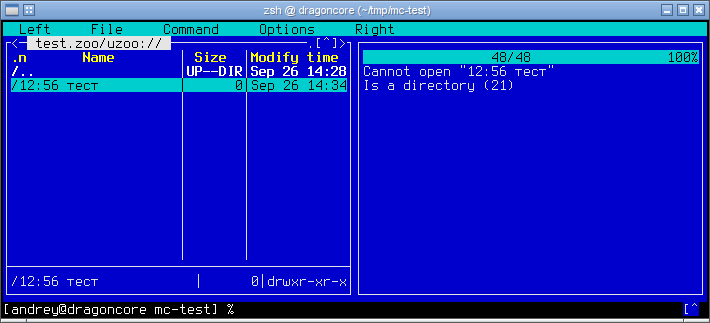 zsh @ dragoncore (~/tmp/mc-test)
Left File Command Options Right
<- test.zoo/uzoo:// .[^]>
.n Name Size Modify time
/.. UP--DIR Sep 26 14:28
/12:56 тест 0 Sep 26 14:34
/12:56 тест 0 drwxr-xr-x
48/48 100%
Cannot open "12:56 тест"
Is a directory (21)
[andrey@dragoncore mc-test] % [^